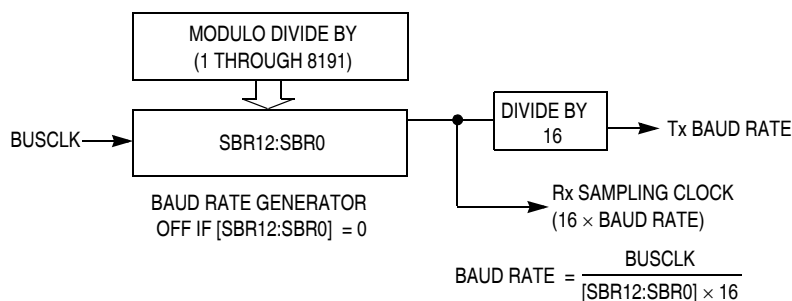 MODULO DIVIDE BY
(1 THROUGH 8191)
BUSCLK
SBR12:SBR0
DIVIDE BY
16
Tx BAUD RATE
BAUD RATE GENERATOR
OFF IF [SBR12:SBR0] = 0
Rx SAMPLING CLOCK
(16 × BAUD RATE)
BAUD RATE = BUSCLK
[SBR12:SBR0] × 16